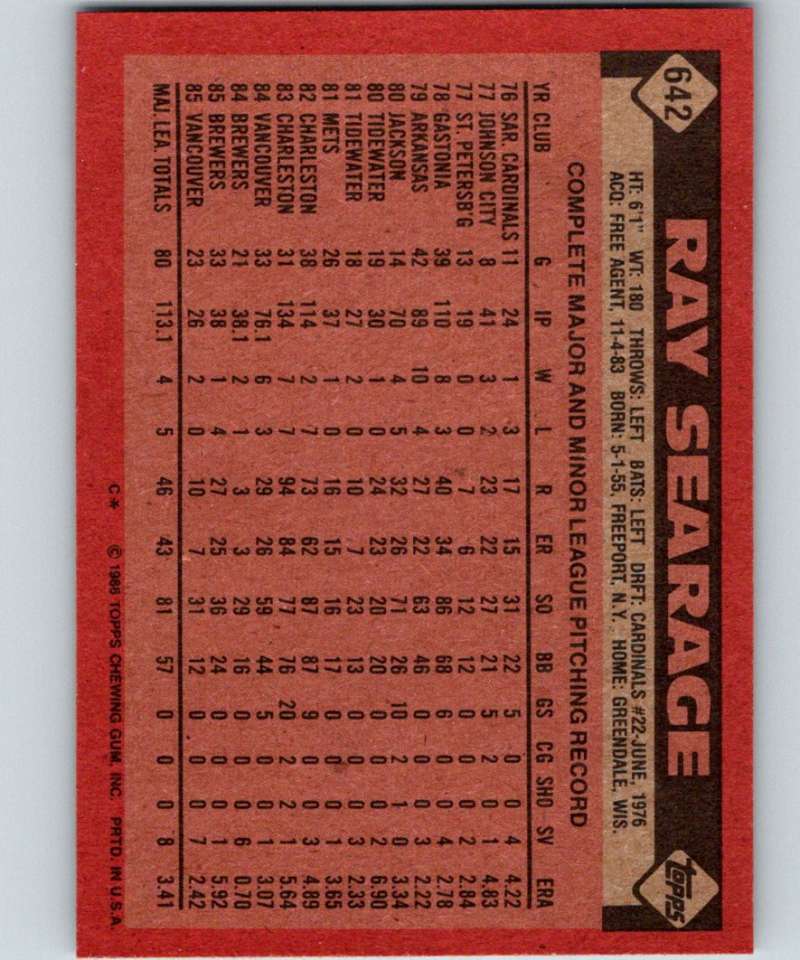 642
RAY SEARAGE
topps
HT: 6'1" WT: 180 THROWS: LEFT BATS: LEFT DRFT: CARDINALS #22-JUNE, 1976
ACQ: FREE AGENT, 11-4-83 BORN: 5-1-55, FREEPORT, N.Y. HOME: GREENDALE, WIS.
COMPLETE MAJOR AND MINOR LEAGUE PITCHING RECORD
YR CLUB G IP W L R ER SO BB GS CG SHO SV ERA
76 SAR. CARDINALS 11 24 1 3 17 15 31 22 5 0 0 4 4.22
77 JOHNSON CITY 8 41 3 2 23 22 27 21 5 2 0 1 4.83
77 ST. PETERSB'G 13 19 0 0 7 6 12 12 0 0 0 2 2.84
78 GASTONIA 39 110 8 3 40 34 86 68 6 0 0 4 2.78
79 ARKANSAS 42 89 10 4 27 22 63 46 0 0 0 3 2.22
80 JACKSON 14 70 4 5 32 26 71 26 10 2 1 0 3.34
80 TIDEWATER 19 30 1 0 24 23 20 20 0 0 0 2 6.90
81 TIDEWATER 18 27 2 0 10 7 23 13 0 0 0 3 2.33
81 METS 26 37 1 0 16 15 16 17 0 0 0 1 3.65
82 CHARLESTON 38 114 2 7 73 62 87 87 9 0 0 3 4.89
83 CHARLESTON 31 134 7 7 94 84 77 76 20 2 2 1 5.64
84 VANCOUVER 33 76.1 6 3 29 26 59 44 5 0 0 1 3.07
84 BREWERS 21 38.1 2 1 3 3 29 16 0 0 0 6 0.70
85 BREWERS 33 38 1 4 27 25 36 24 0 0 0 1 5.92
85 VANCOUVER 23 26 2 0 10 7 31 12 0 0 0 7 2.42
MAJ. LEA. TOTALS 80 113.1 4 5 46 43 81 57 0 0 0 8 3.41
C* © 1986 TOPPS CHEWING GUM, INC. PRTD. IN U.S.A.